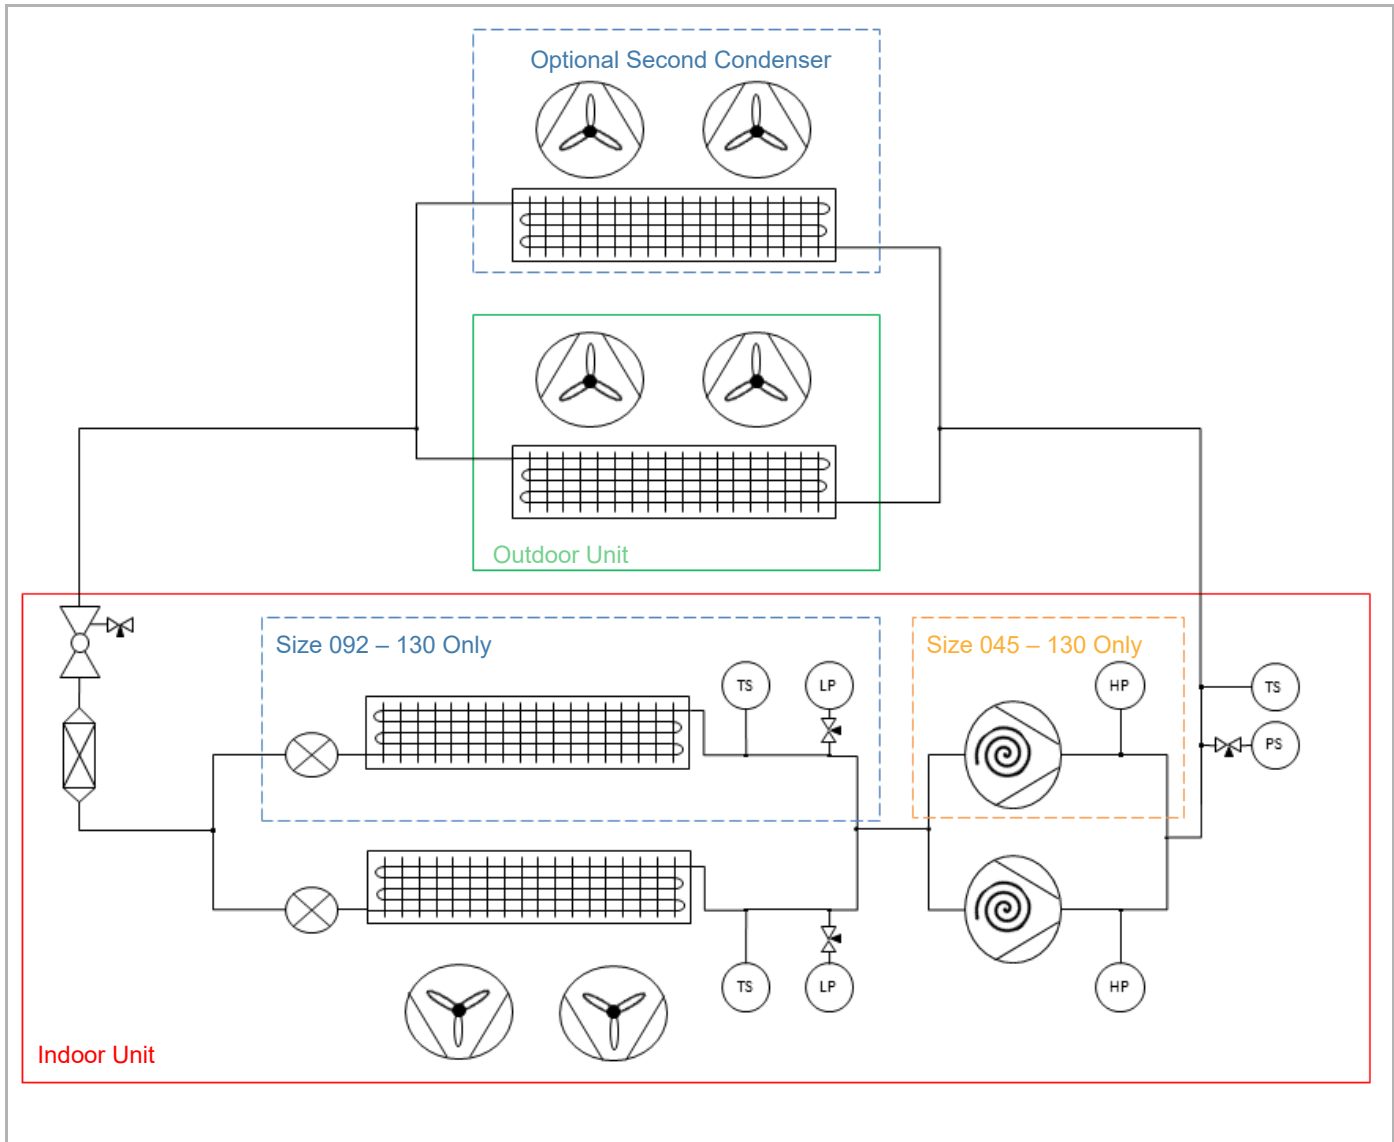 Optional Second Condenser
Outdoor Unit
Size 092 – 130 Only
Size 045 – 130 Only
TS
LP
HP
TS
PS
TS
LP
HP
Indoor Unit